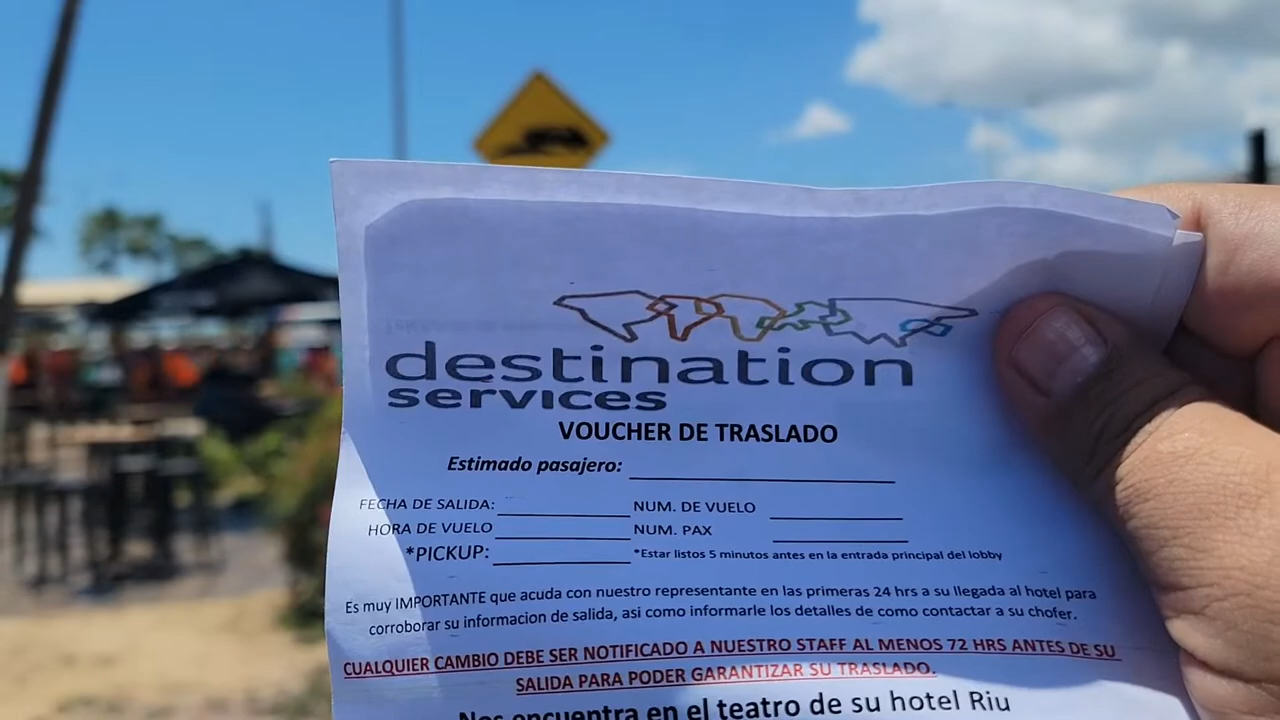 destination
services
VOUCHER DE TRASLADO
Estimado pasajero:
FECHA DE SALIDA: NUM. DE VUELO
HORA DE VUELO NUM. PAX
*PICKUP: *Estar listos 5 minutos antes en la entrada principal del lobby
Es muy IMPORTANTE que acuda con nuestro representante en las primeras 24 hrs a su llegada al hotel para
corroborar su informacion de salida, asi como informarle los detalles de como contactar a su chofer.
CUALQUIER CAMBIO DEBE SER NOTIFICADO A NUESTRO STAFF AL MENOS 72 HRS ANTES DE SU
SALIDA PARA PODER GARANTIZAR SU TRASLADO.
Nos encuentra en el teatro de su hotel Riu